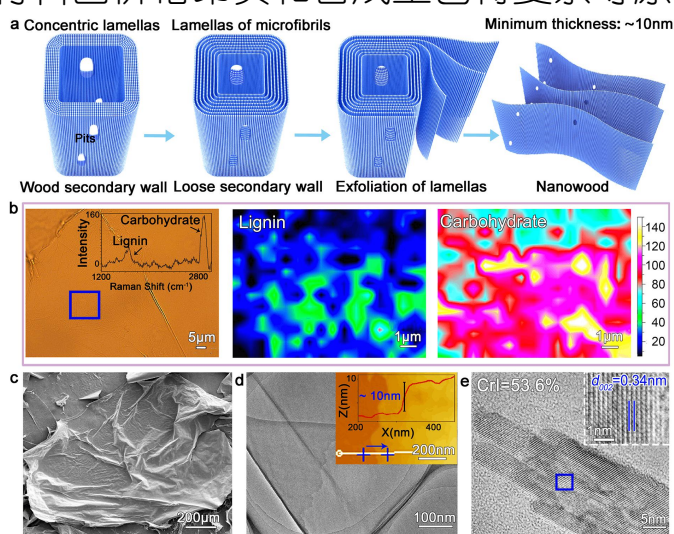 a Concentric lamellas Lamellas of microfibrils Minimum thickness: ~10nm
Pits
Wood secondary wall Loose secondary wall Exfoliation of lamellas Nanowood
b
160
Carbohydrate
Lignin
Intensity
0
1200 2800
Raman Shift (cm⁻¹)
5μm
Lignin
1μm
Carbohydrate
1μm
140
120
100
80
60
40
20
c
200μm
d
10
~ 10nm
Z(nm)
0
200 400
X(nm)
200nm
100nm
e
CrI=53.6%
d002=0.34nm
1nm
5nm